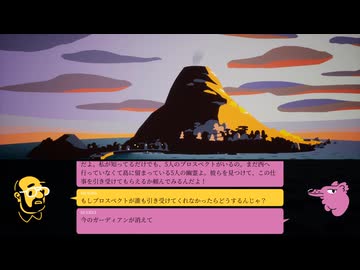 だよ。私が知ってるだけでも、5人のプロスペクトがいるの。まだ西へ
行っていなくて島に留まっている5人の幽霊よ。彼らを見つけて、この仕
事を引き受けてもらえるか頼んでみるんだよ！
もしプロスペクトが誰も引き受けてくれなかったらどうするんじゃ？
今のガーディアンが消えて